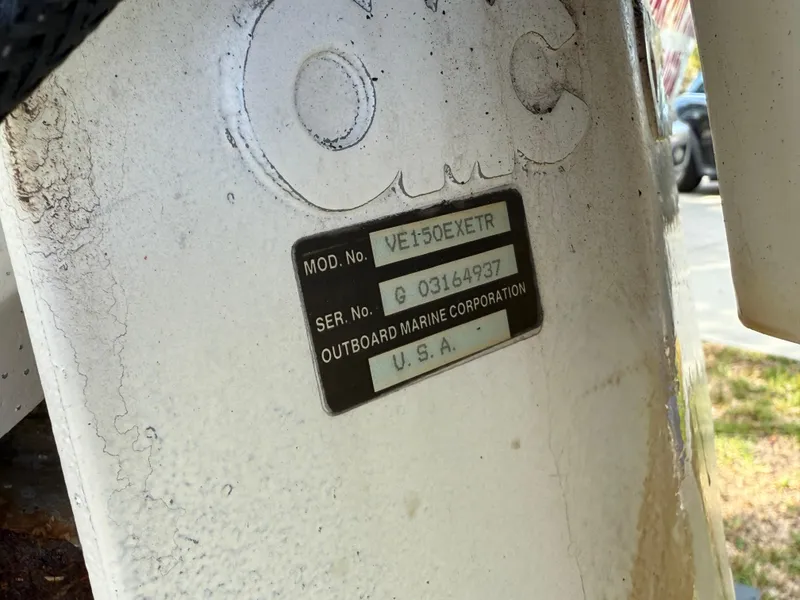 omc
MOD. No. VE150EXETR
SER. No. G 03164937
OUTBOARD MARINE CORPORATION
U.S.A.